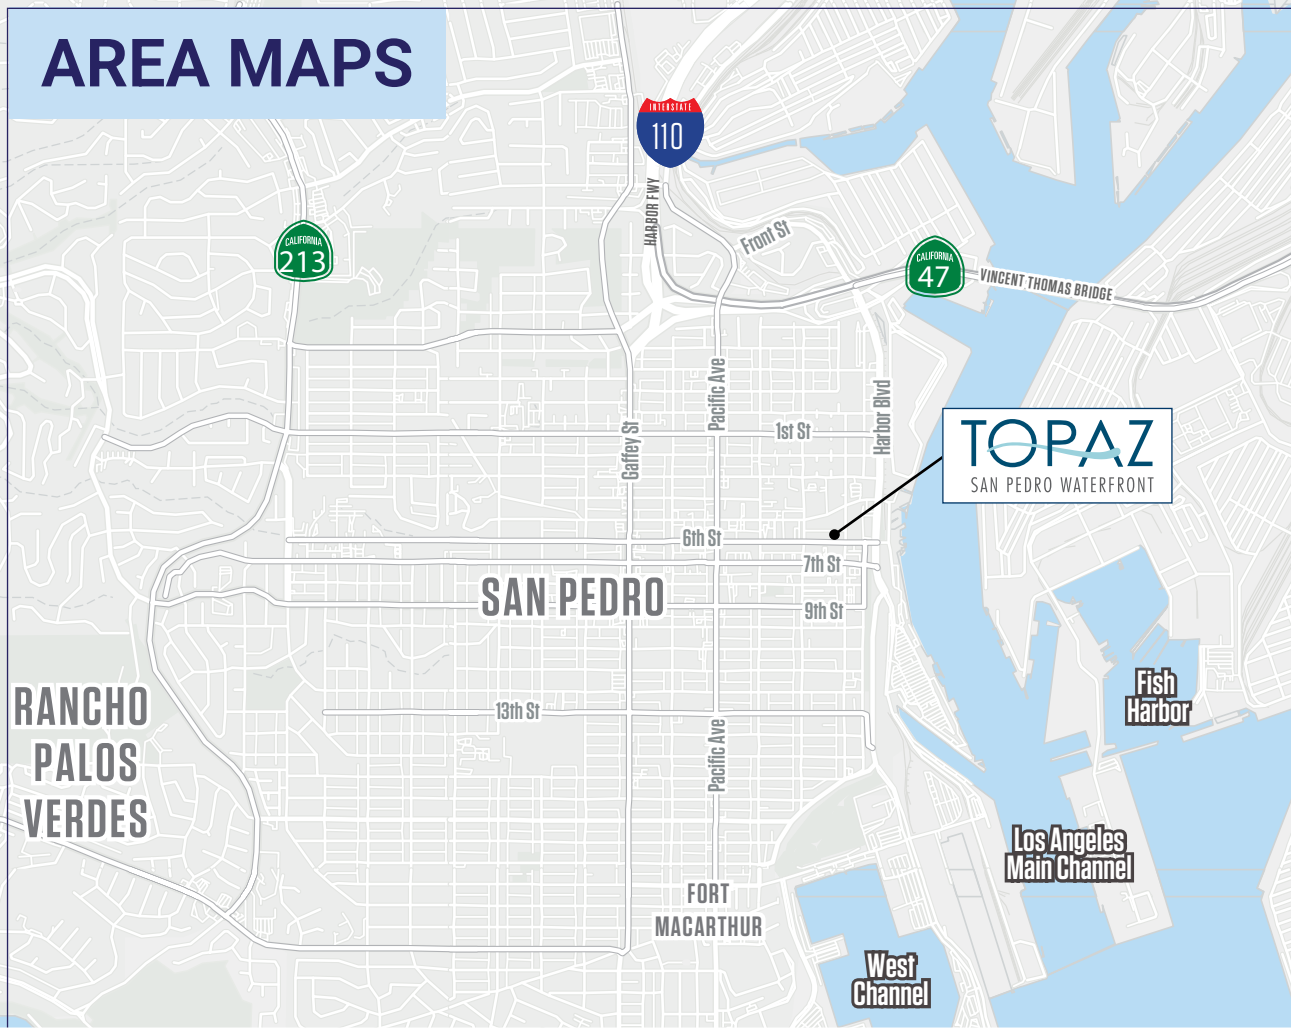 AREA MAPS
INTERSTATE
110
HARBOR FWY
Front St
CALIFORNIA
213
CALIFORNIA
47
VINCENT THOMAS BRIDGE
Pacific Ave
Harbor Blvd
Gaffey St
1st St
TOPAZ
SAN PEDRO WATERFRONT
6th St
7th St
SAN PEDRO
9th St
RANCHO
PALOS
VERDES
13th St
Pacific Ave
Fish
Harbor
Los Angeles
Main Channel
FORT
MACARTHUR
West
Channel